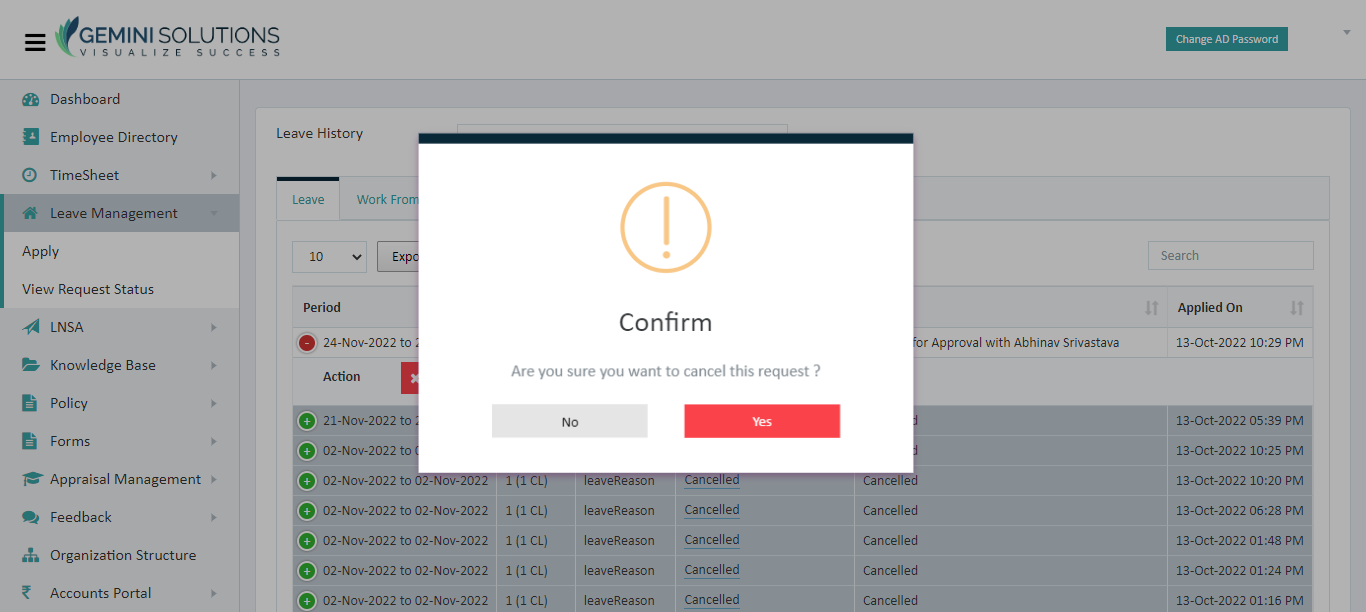 GEMINI SOLUTIONS
VISUALIZE SUCCESS
Change AD Password
Dashboard
Employee Directory
TimeSheet
Leave Management
Apply
View Request Status
LNSA
Knowledge Base
Policy
Forms
Appraisal Management
Feedback
Organization Structure
Accounts Portal
Leave History
Leave Work From
10 Expo Search
Period Applied On
24-Nov-2022 to 2 for Approval with Abhinav Srivastava 13-Oct-2022 10:29 PM
Action
21-Nov-2022 to 2 d 13-Oct-2022 05:39 PM
02-Nov-2022 to 0 d 13-Oct-2022 10:25 PM
02-Nov-2022 to 02-Nov-2022 1 (1 CL) leaveReason Cancelled Cancelled 13-Oct-2022 10:20 PM
02-Nov-2022 to 02-Nov-2022 1 (1 CL) leaveReason Cancelled Cancelled 13-Oct-2022 06:28 PM
02-Nov-2022 to 02-Nov-2022 1 (1 CL) leaveReason Cancelled Cancelled 13-Oct-2022 01:48 PM
02-Nov-2022 to 02-Nov-2022 1 (1 CL) leaveReason Cancelled Cancelled 13-Oct-2022 01:24 PM
02-Nov-2022 to 02-Nov-2022 1 (1 CL) leaveReason Cancelled Cancelled 13-Oct-2022 01:16 PM
Confirm
Are you sure you want to cancel this request ?
No Yes